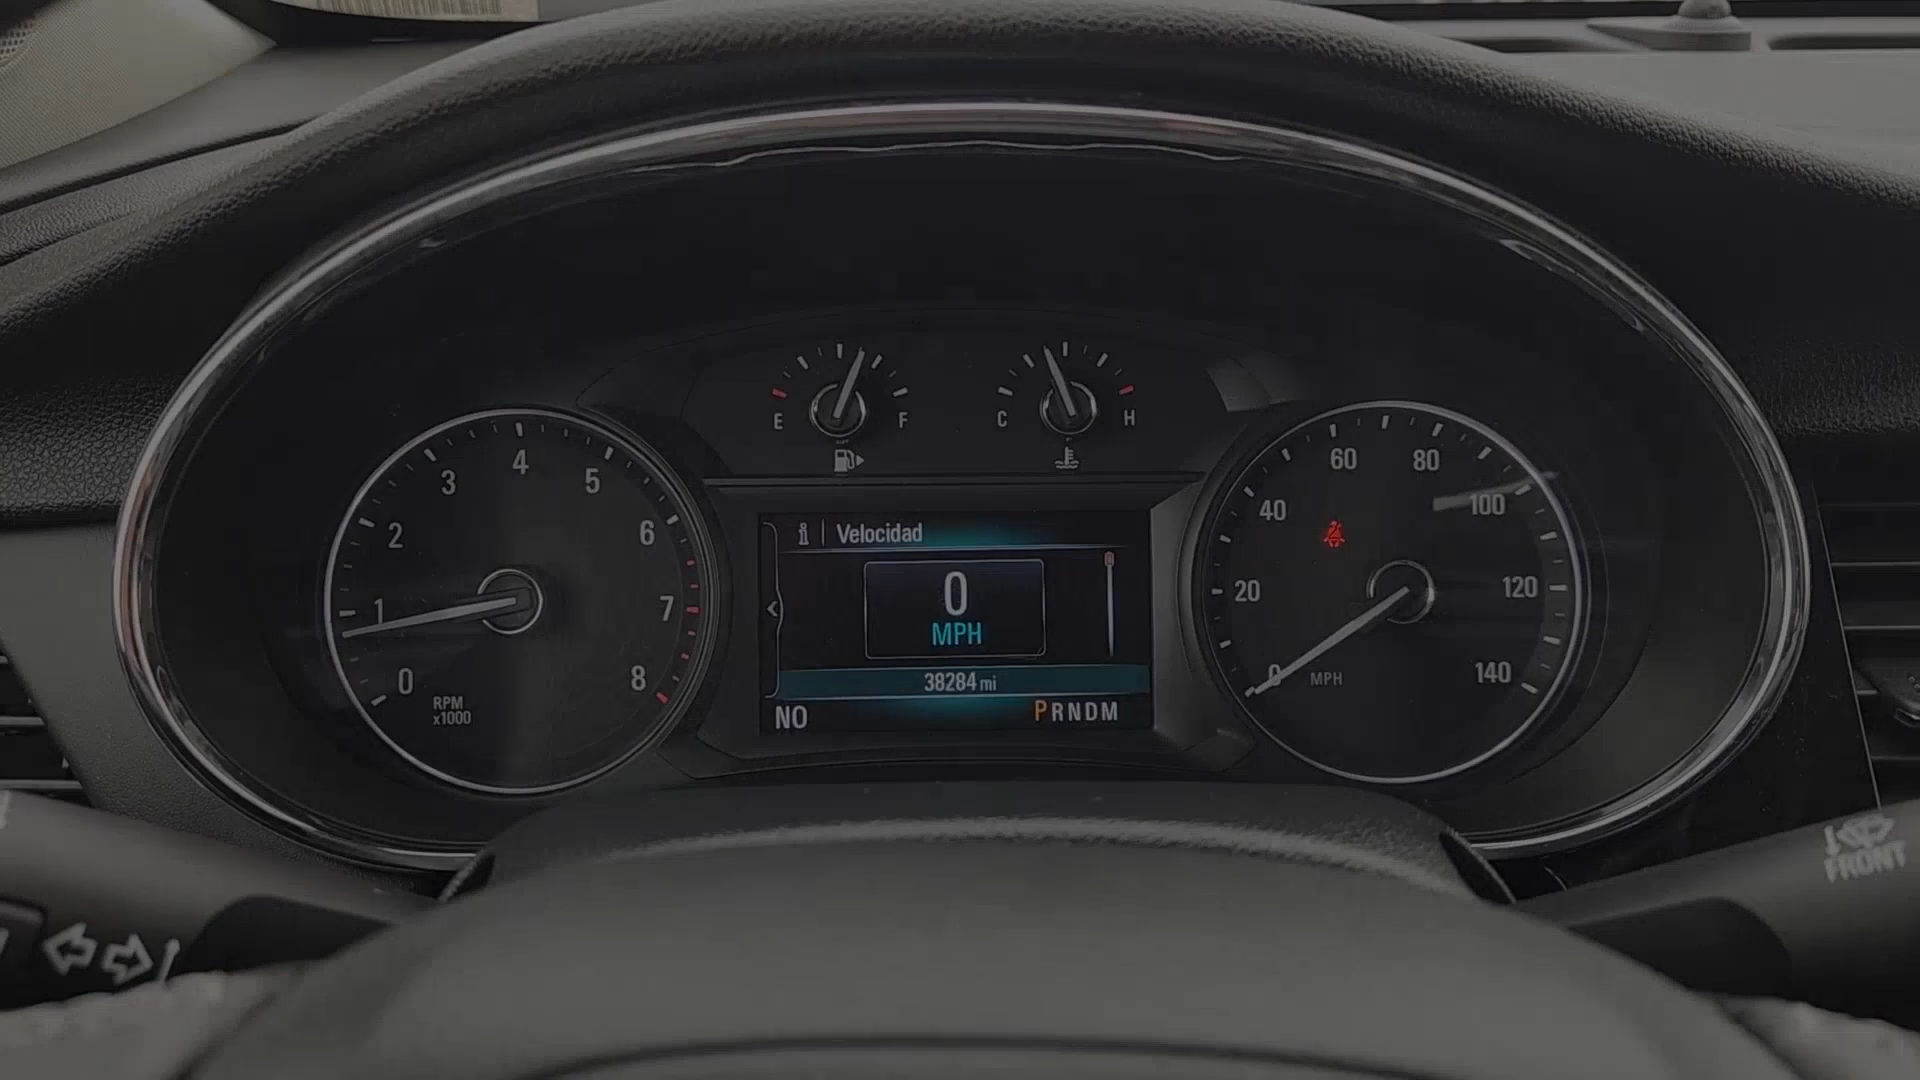 E F
C H
0 1 2 3 4 5 6 7 8
RPM
x1000
i Velocidad
0
MPH
38284 mi
NO
PRNDM
0 20 40 60 80 100 120 140
MPH
FRONT